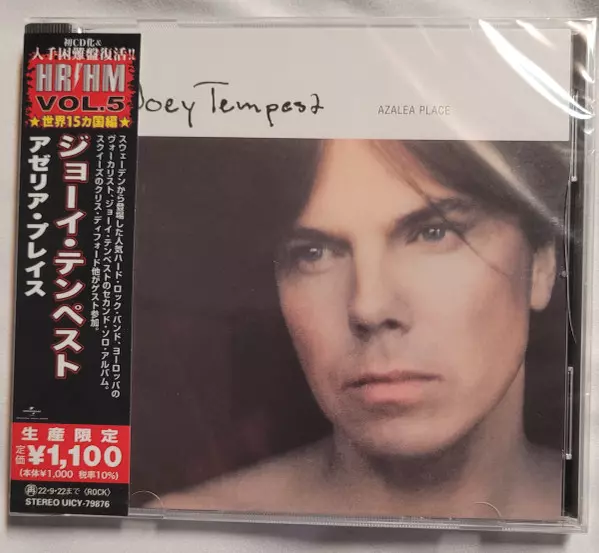 初CD化&
入手困難盤復活!!
HR/HM
VOL.5
★世界15カ国編★
ジョーイ・テンペスト
アゼリア・プレイス
スウェーデンから登場した人気ハード・ロック・バンド、ヨーロッパの
ヴォーカリスト、ジョーイ・テンペストのセカンド・ソロ・アルバム。
スクイーズのクリス・ディフォード他がゲスト参加。
UNIVERSAL
生産限定
定価¥1,100
(本体¥1,000 税率10%)
再22・9・22まで〈ROCK〉
STEREO UICY-79876
Joey Tempest
AZALEA PLACE